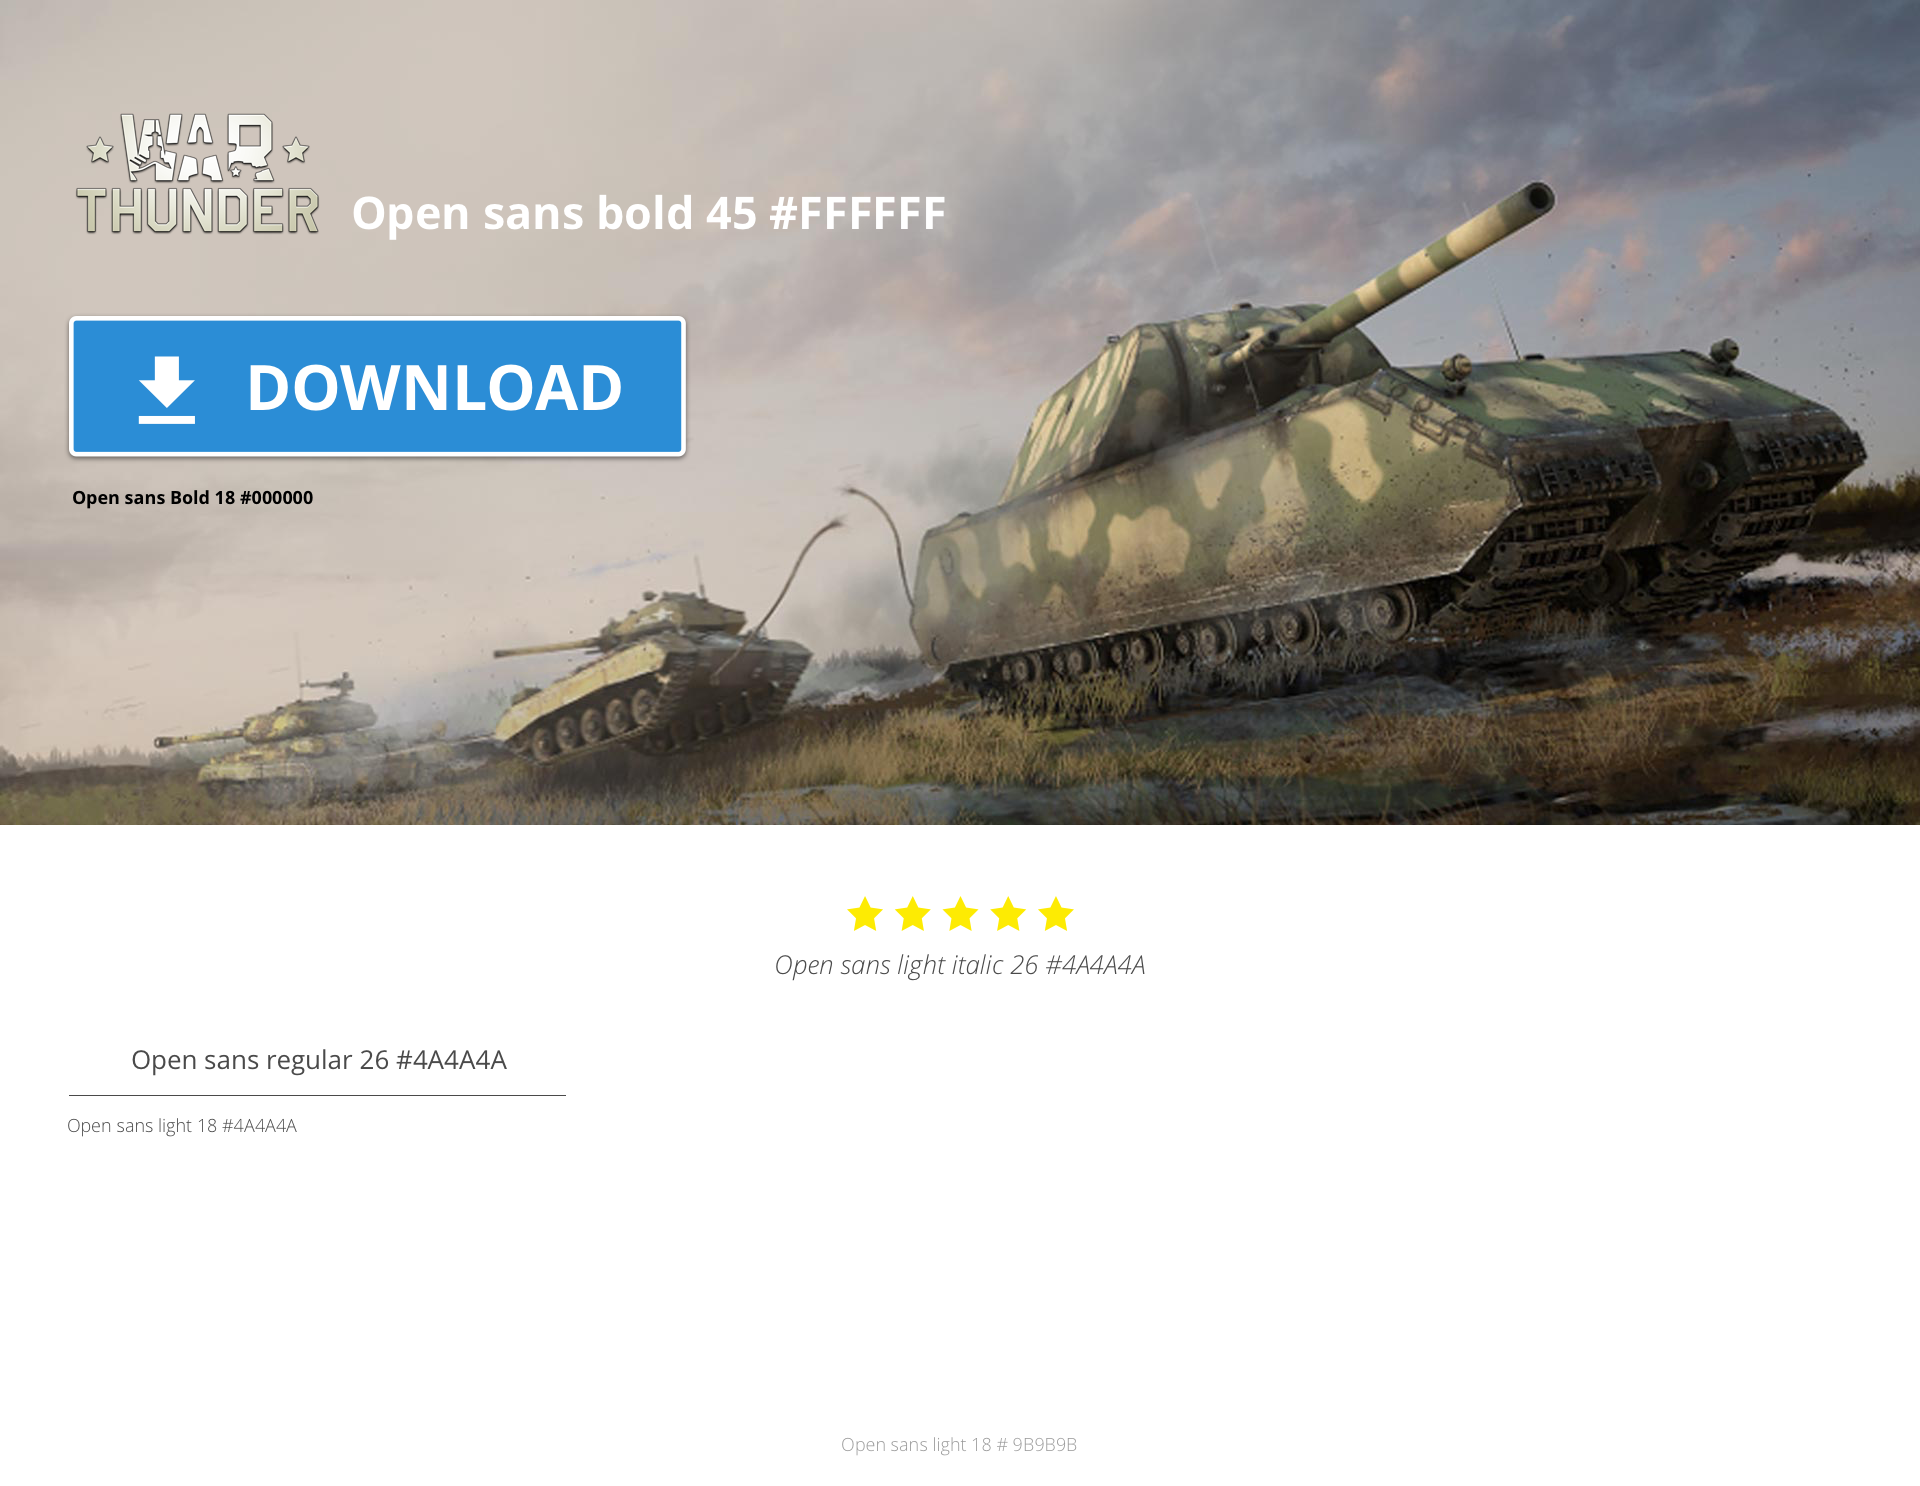 WAR
THUNDER
Open sans bold 45 #FFFFFF
DOWNLOAD
Open sans Bold 18 #000000
Open sans light italic 26 #4A4A4A
Open sans regular 26 #4A4A4A
Open sans light 18 #4A4A4A
Open sans light 18 # 9B9B9B